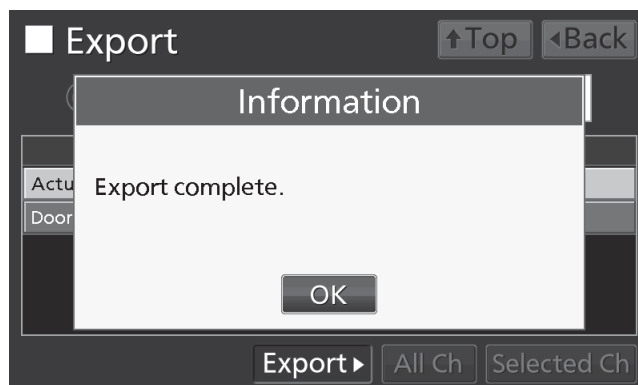 Export
Top
Back
Information
Actu
Export complete.
Door
OK
Export
All Ch
Selected Ch